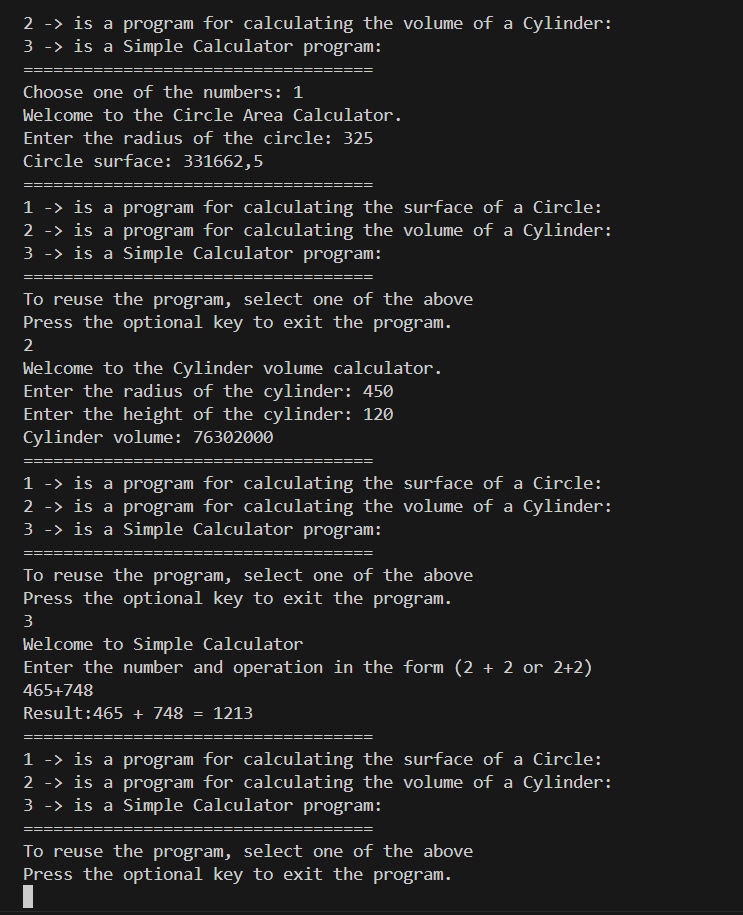 2 -> is a program for calculating the volume of a Cylinder:
3 -> is a Simple Calculator program:
===================================
Choose one of the numbers: 1
Welcome to the Circle Area Calculator.
Enter the radius of the circle: 325
Circle surface: 331662,5
===================================
1 -> is a program for calculating the surface of a Circle:
2 -> is a program for calculating the volume of a Cylinder:
3 -> is a Simple Calculator program:
===================================
To reuse the program, select one of the above
Press the optional key to exit the program.
2
Welcome to the Cylinder volume calculator.
Enter the radius of the cylinder: 450
Enter the height of the cylinder: 120
Cylinder volume: 76302000
===================================
1 -> is a program for calculating the surface of a Circle:
2 -> is a program for calculating the volume of a Cylinder:
3 -> is a Simple Calculator program:
===================================
To reuse the program, select one of the above
Press the optional key to exit the program.
3
Welcome to Simple Calculator
Enter the number and operation in the form (2 + 2 or 2+2)
465+748
Result:465 + 748 = 1213
===================================
1 -> is a program for calculating the surface of a Circle:
2 -> is a program for calculating the volume of a Cylinder:
3 -> is a Simple Calculator program:
===================================
To reuse the program, select one of the above
Press the optional key to exit the program.